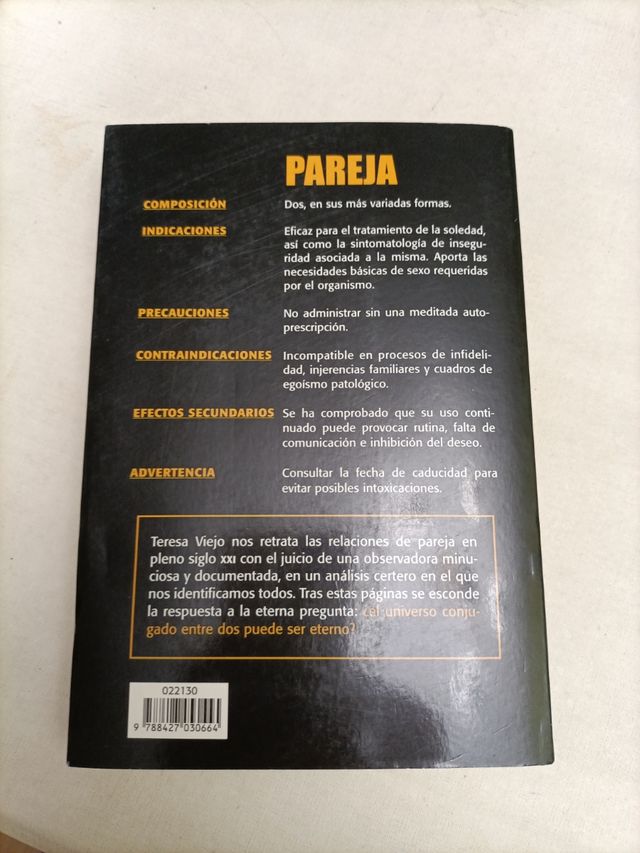 PAREJA
COMPOSICIÓN Dos, en sus más variadas formas.
INDICACIONES Eficaz para el tratamiento de la soledad,
así como la sintomatología de insegu-
ridad asociada a la misma. Aporta las
necesidades básicas de sexo requeridas
por el organismo.
PRECAUCIONES No administrar sin una meditada auto-
prescripción.
CONTRAINDICACIONES Incompatible en procesos de infideli-
dad, injerencias familiares y cuadros de
egoísmo patológico.
EFECTOS SECUNDARIOS Se ha comprobado que su uso conti-
nuado puede provocar rutina, falta de
comunicación e inhibición del deseo.
ADVERTENCIA Consultar la fecha de caducidad para
evitar posibles intoxicaciones.
Teresa Viejo nos retrata las relaciones de pareja en
pleno siglo XXI con el juicio de una observadora minu-
ciosa y documentada, en un análisis certero en el que
nos identificamos todos. Tras estas páginas se esconde
la respuesta a la eterna pregunta: ¿el universo conju-
gado entre dos puede ser eterno?
022130
9 788427 030664